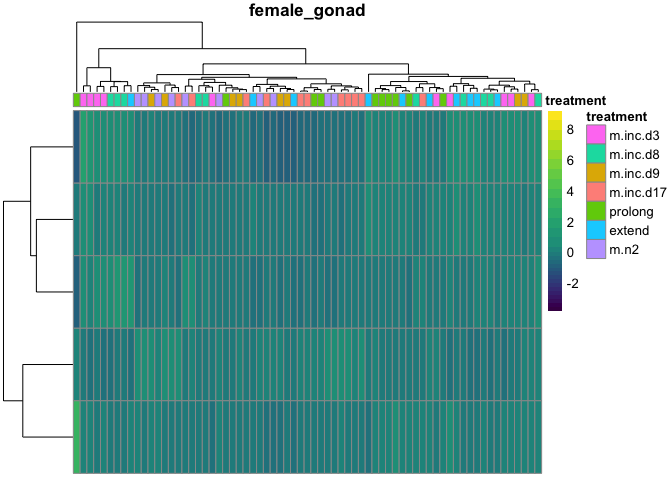 female_gonad
treatment
treatment
m.inc.d3
m.inc.d8
m.inc.d9
m.inc.d17
prolong
extend
m.n2
8
6
4
2
0
-2